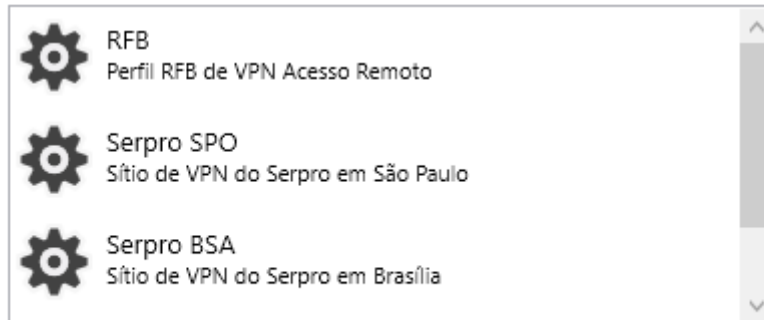 RFB
Perfil RFB de VPN Acesso Remoto
Serpro SPO
Sítio de VPN do Serpro em São Paulo
Serpro BSA
Sítio de VPN do Serpro em Brasília